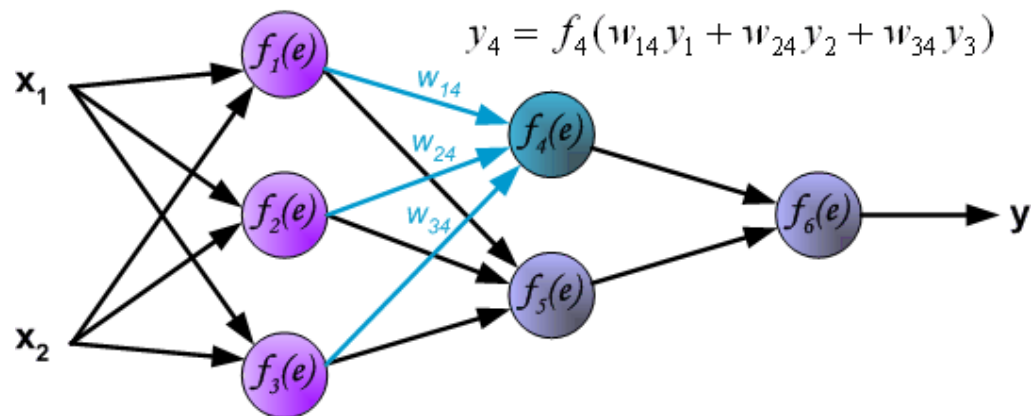 y₄ = f₄(w₁₄y₁ + w₂₄y₂ + w₃₄y₃)
f₁(e)
x₁
w₁₄
f₄(e)
w₂₄
f₂(e)
w₃₄
f₆(e)
y
f₅(e)
x₂
f₃(e)